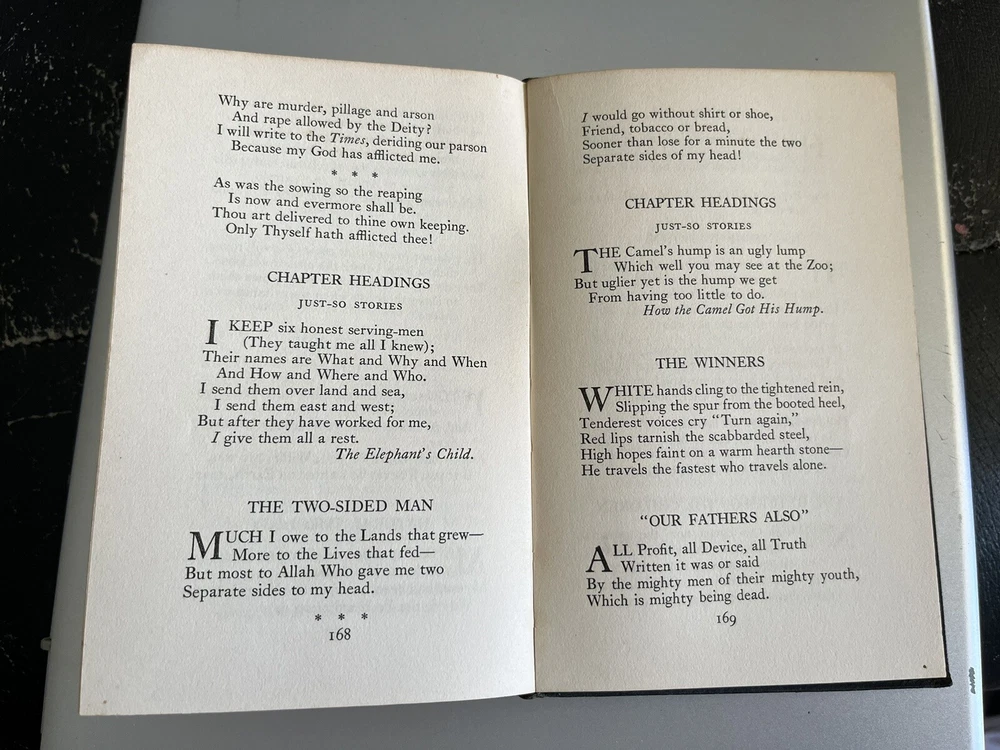 Why are murder, pillage and arson
And rape allowed by the Deity?
I will write to the Times, deriding our parson
Because my God has afflicted me.
* * *
As was the sowing so the reaping
Is now and evermore shall be.
Thou art delivered to thine own keeping.
Only Thyself hath afflicted thee!
CHAPTER HEADINGS
JUST-SO STORIES
I KEEP six honest serving-men
(They taught me all I knew);
Their names are What and Why and When
And How and Where and Who.
I send them over land and sea,
I send them east and west;
But after they have worked for me,
I give them all a rest.
The Elephant's Child.
THE TWO-SIDED MAN
MUCH I owe to the Lands that grew—
More to the Lives that fed—
But most to Allah Who gave me two
Separate sides to my head.
* * *
168
I would go without shirt or shoe,
Friend, tobacco or bread,
Sooner than lose for a minute the two
Separate sides of my head!
CHAPTER HEADINGS
JUST-SO STORIES
THE Camel's hump is an ugly lump
Which well you may see at the Zoo;
But uglier yet is the hump we get
From having too little to do.
How the Camel Got His Hump.
THE WINNERS
WHITE hands cling to the tightened rein,
Slipping the spur from the booted heel,
Tenderest voices cry "Turn again,"
Red lips tarnish the scabbarded steel,
High hopes faint on a warm hearth stone—
He travels the fastest who travels alone.
"OUR FATHERS ALSO"
ALL Profit, all Device, all Truth
Written it was or said
By the mighty men of their mighty youth,
Which is mighty being dead.
169